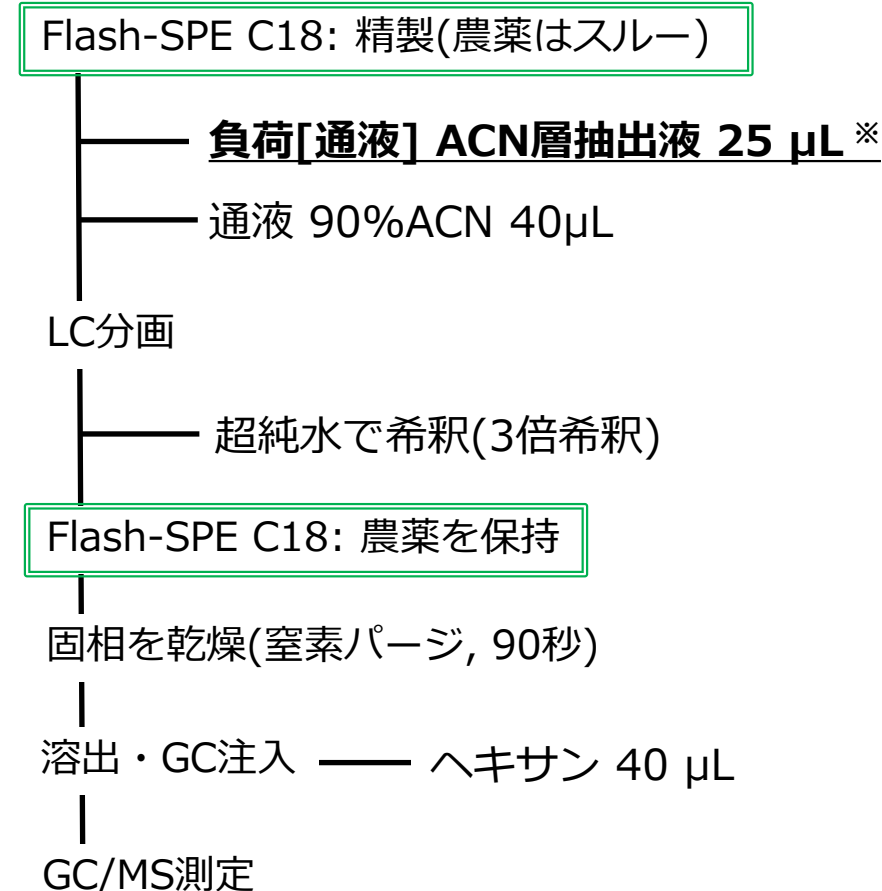 Flash-SPE C18: 精製(農薬はスルー)
負荷[通液] ACN層抽出液 25 μL※
通液 90%ACN 40μL
LC分画
超純水で希釈(3倍希釈)
Flash-SPE C18: 農薬を保持
固相を乾燥(窒素パージ, 90秒)
溶出・GC注入 ヘキサン 40 μL
GC/MS測定